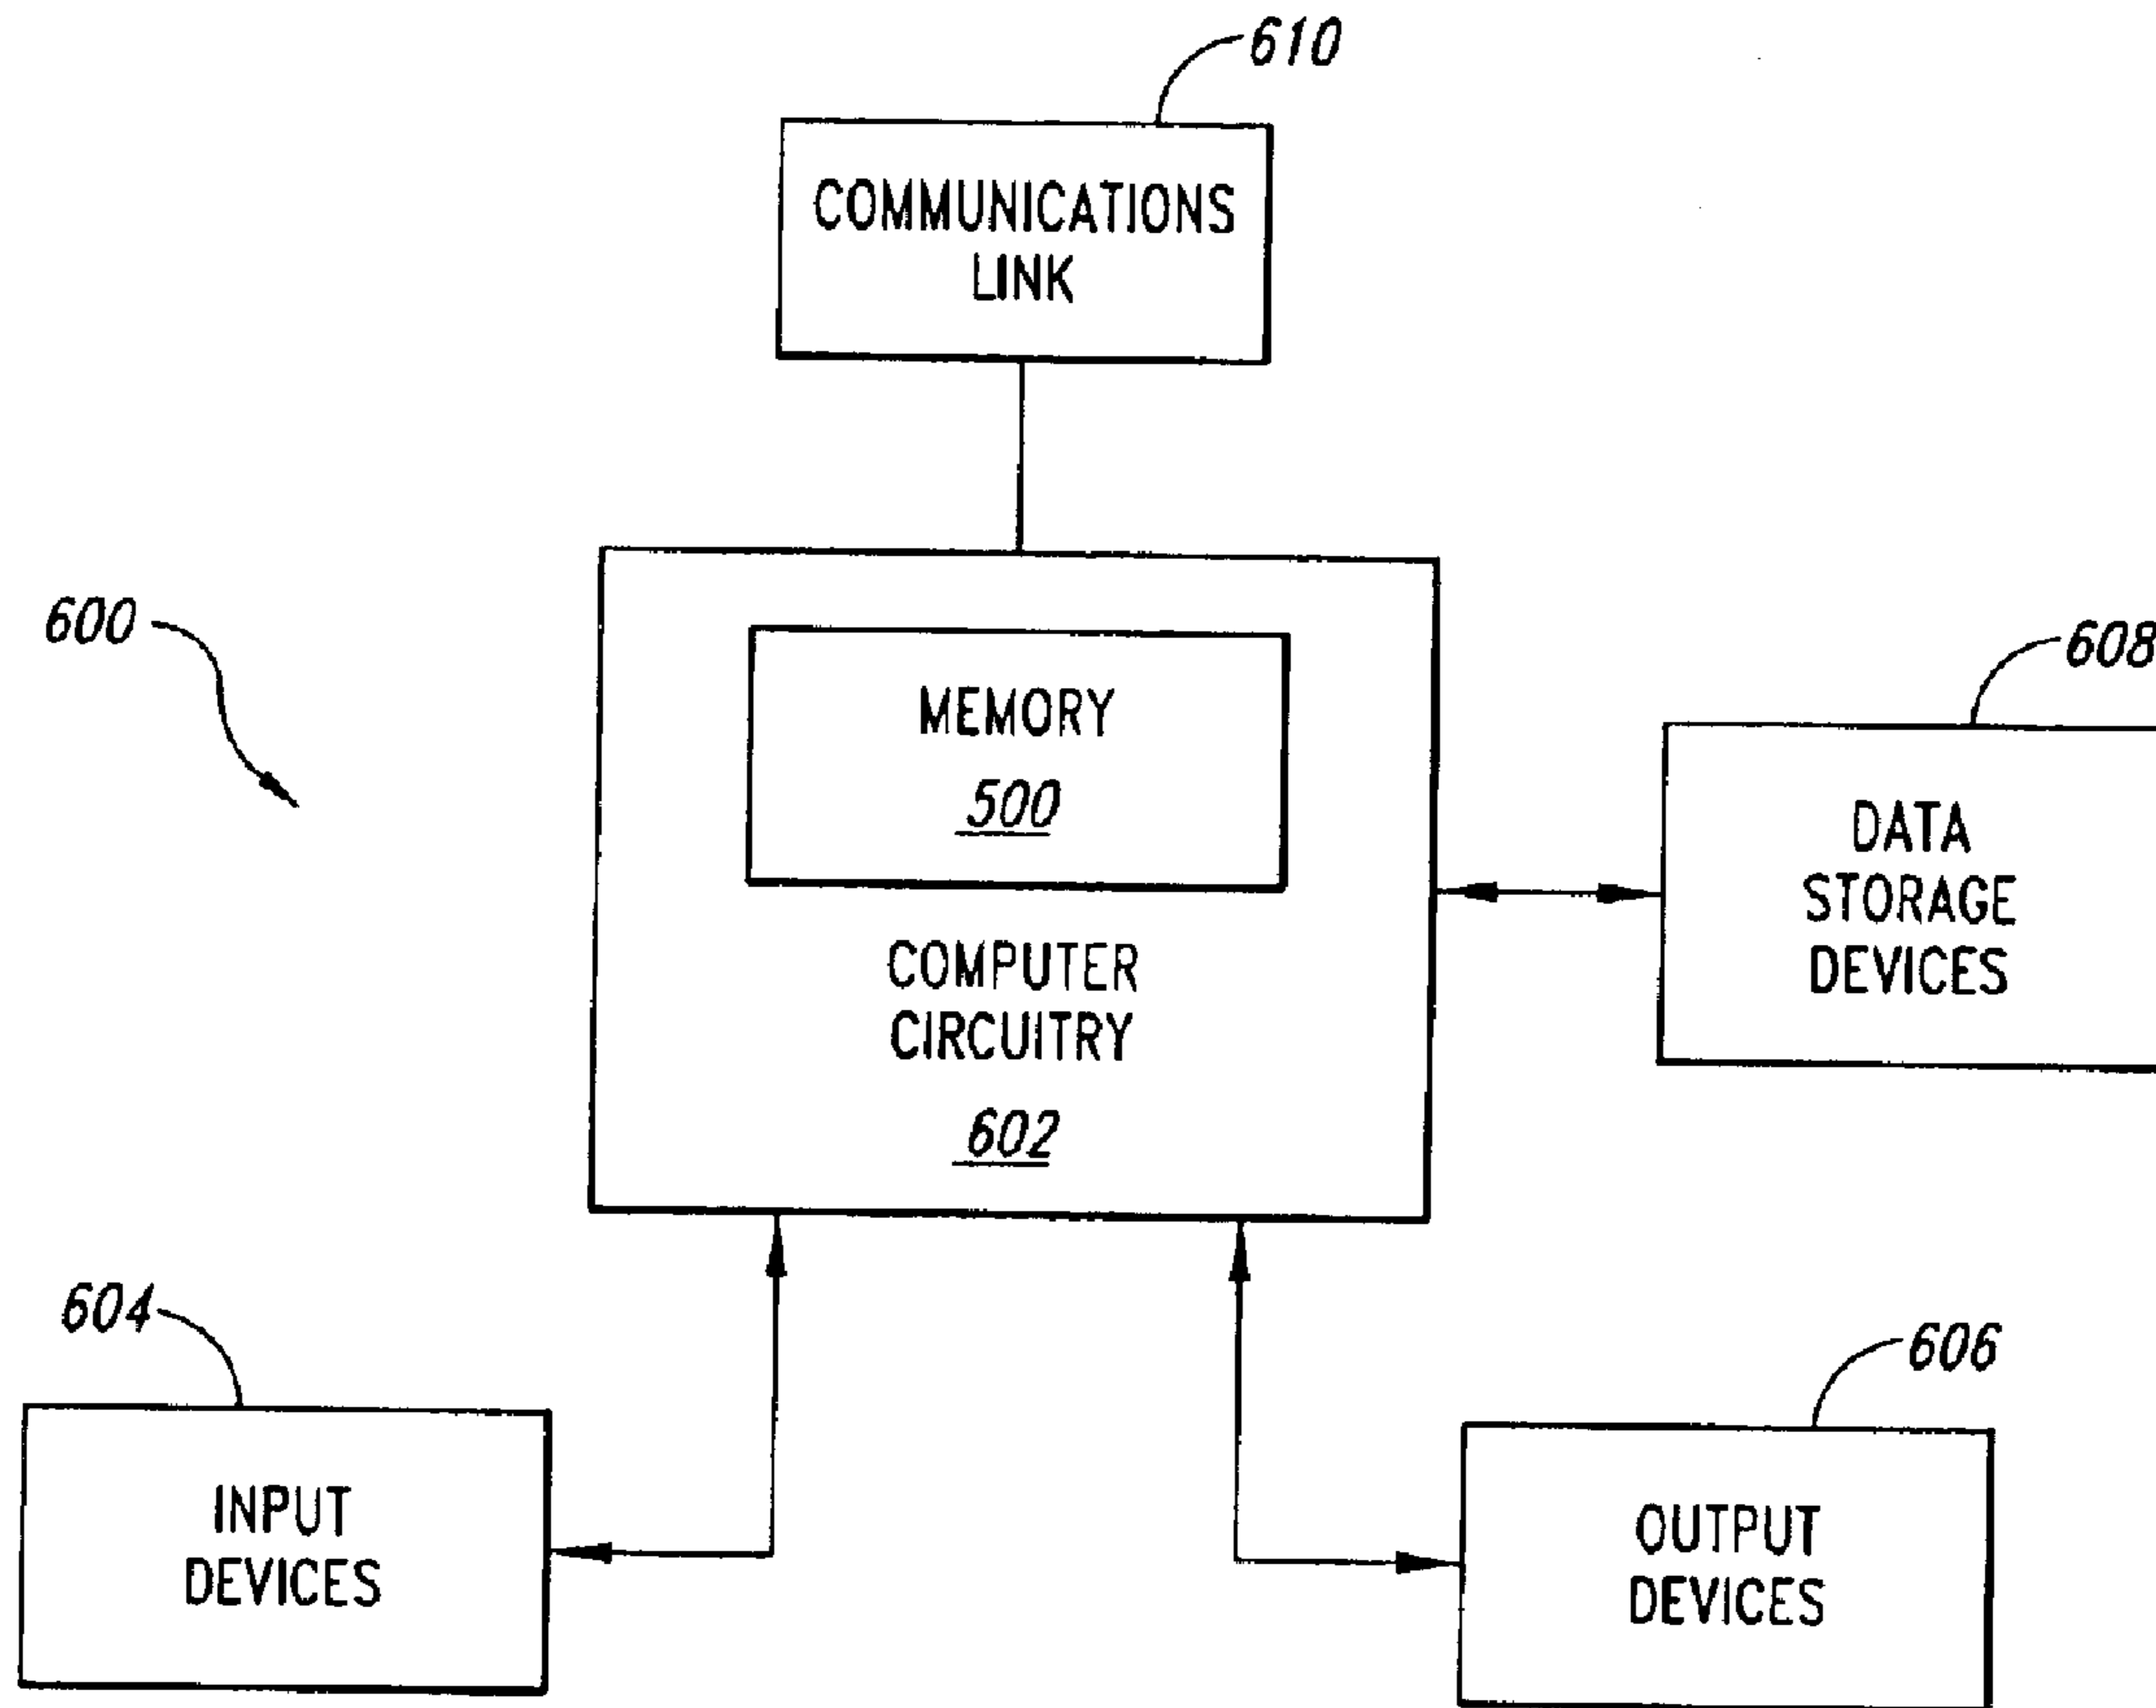 610
COMMUNICATIONS
LINK
600
MEMORY
500
608
DATA
STORAGE
DEVICES
COMPUTER
CIRCUITRY
602
604
INPUT
DEVICES
606
OUTPUT
DEVICES